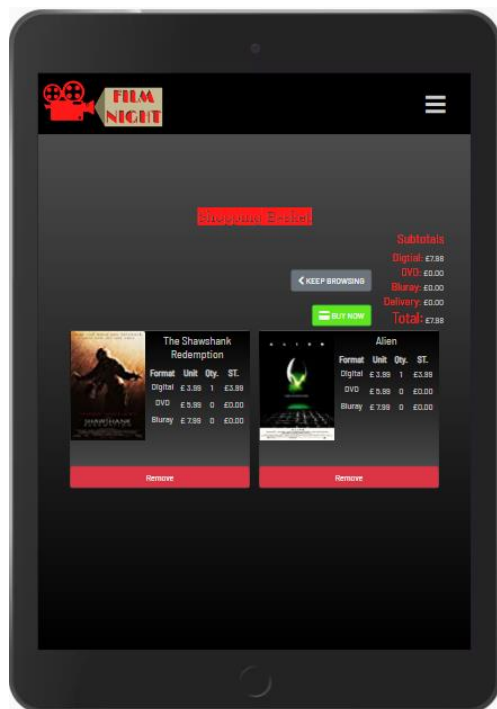 FILM
NIGHT
Shopping Basket
Subtotals
Digtial: £7.98
DVD: £0.00
Bluray: £0.00
Delivery: £0.00
Total: £7.98
KEEP BROWSING
BUY NOW
The Shawshank
Redemption
Format Unit Qty. ST.
Digital £ 3.99 1 £3.99
DVD £ 5.99 0 £0.00
Bluray £ 7.99 0 £0.00
SHAWSHANK
Remove
ALIEN
Alien
Format Unit Qty. ST.
Digital £ 3.99 1 £3.99
DVD £ 5.99 0 £0.00
Bluray £ 7.99 0 £0.00
Remove